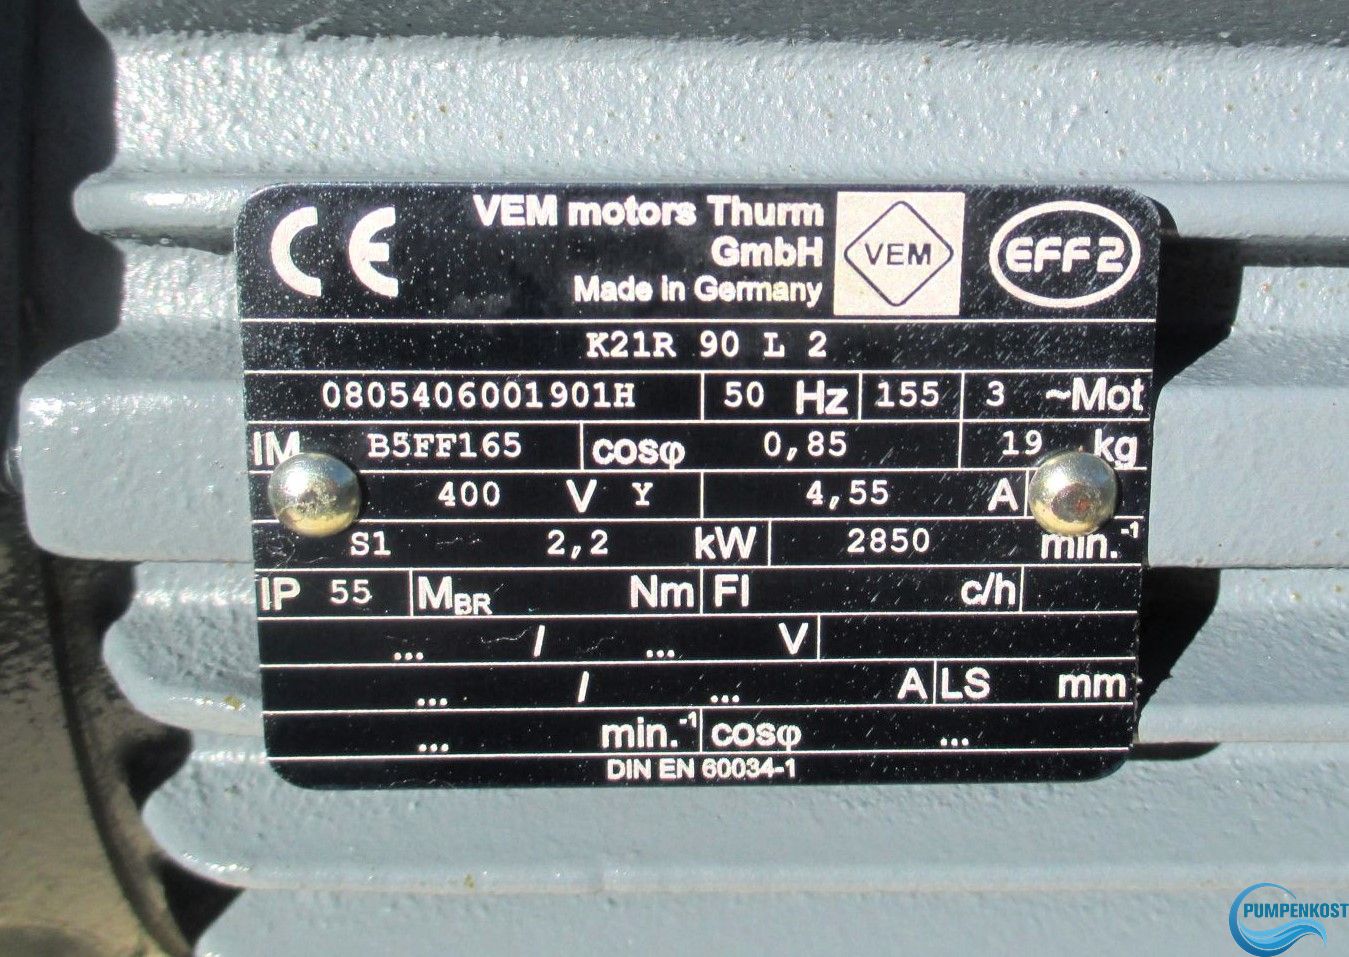 CE VEM motors Thurm VEM EFF2
GmbH
Made in Germany
K21R 90 L 2
0805406001901H 50 Hz 155 3 ~Mot
IM B5FF165 cosφ 0,85 19 kg
400 V Y 4,55 A
S1 2,2 kW 2850 min.-1
IP 55 MBR Nm FI c/h
... / ... V
... / ... A LS mm
... min.-1 cosφ ...
DIN EN 60034-1
PUMPENKOST